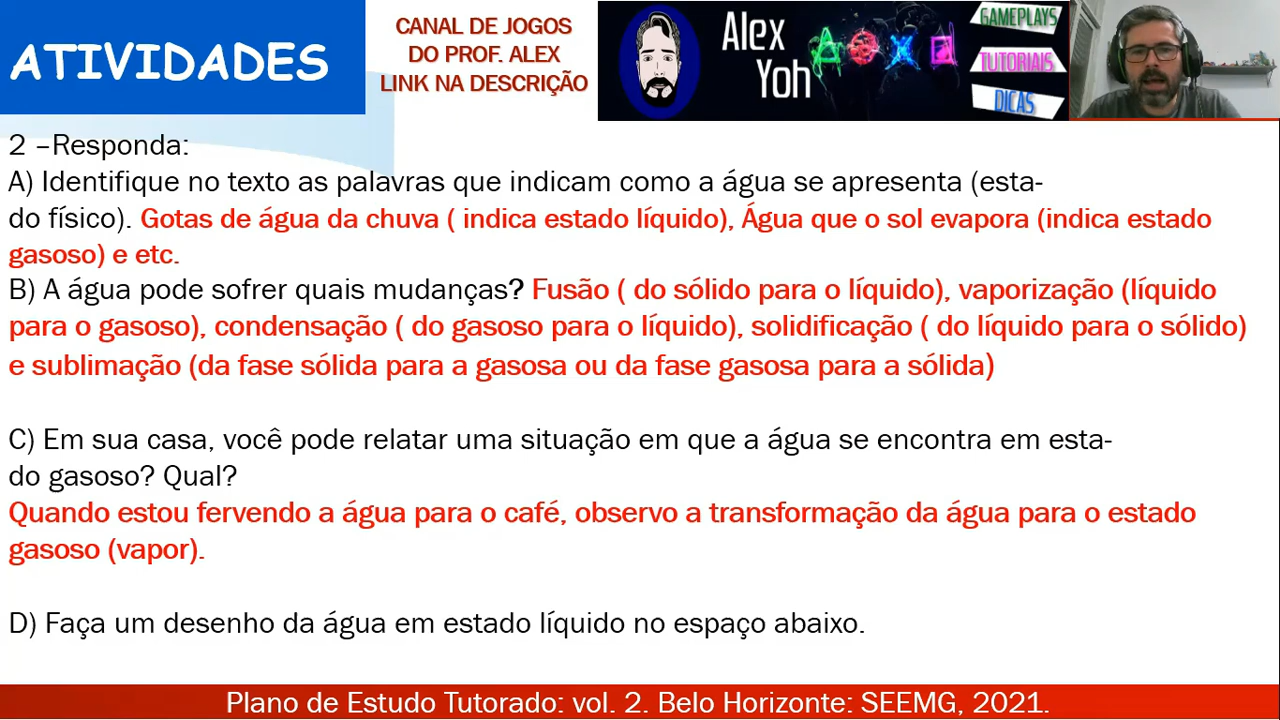 ATIVIDADES
CANAL DE JOGOS
DO PROF. ALEX
LINK NA DESCRIÇÃO
Alex
Yoh
GAMEPLAYS
TUTORIAIS
DICAS
2 –Responda:
A) Identifique no texto as palavras que indicam como a água se apresenta (esta-
do físico). Gotas de água da chuva ( indica estado líquido), Água que o sol evapora (indica estado
gasoso) e etc.
B) A água pode sofrer quais mudanças? Fusão ( do sólido para o líquido), vaporização (líquido
para o gasoso), condensação ( do gasoso para o líquido), solidificação ( do líquido para o sólido)
e sublimação (da fase sólida para a gasosa ou da fase gasosa para a sólida)
C) Em sua casa, você pode relatar uma situação em que a água se encontra em esta-
do gasoso? Qual?
Quando estou fervendo a água para o café, observo a transformação da água para o estado
gasoso (vapor).
D) Faça um desenho da água em estado líquido no espaço abaixo.
Plano de Estudo Tutorado: vol. 2. Belo Horizonte: SEEMG, 2021.